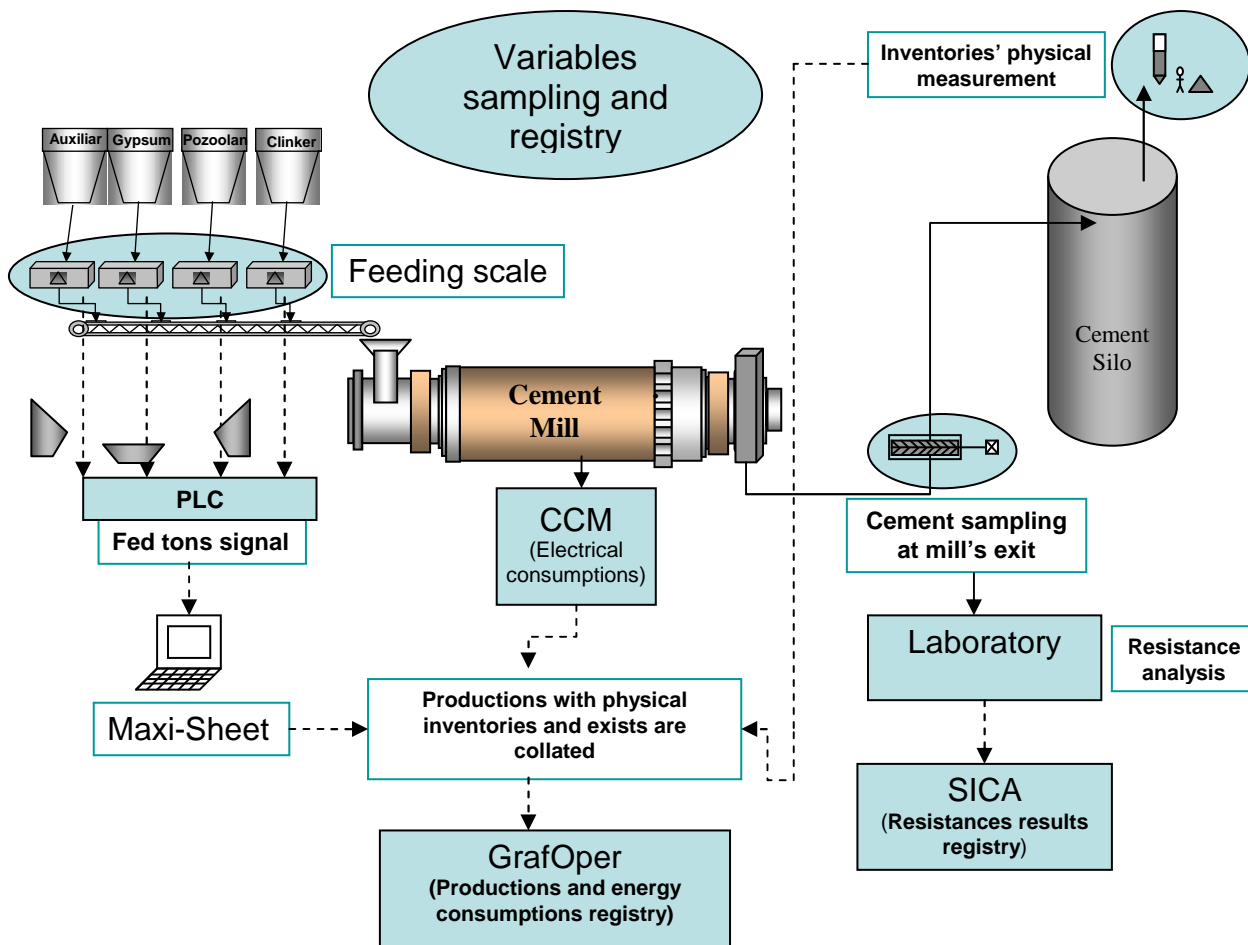 Variables
sampling and
registry
Inventories' physical
measurement
Auxiliar
Gypsum
Pozoolan
Clinker
Feeding scale
Cement
Silo
Cement
Mill
PLC
Fed tons signal
CCM
(Electrical
consumptions)
Cement sampling
at mill's exit
Laboratory
Resistance
analysis
Maxi-Sheet
Productions with physical
inventories and exists are
collated
SICA
(Resistances results
registry)
GrafOper
(Productions and energy
consumptions registry)